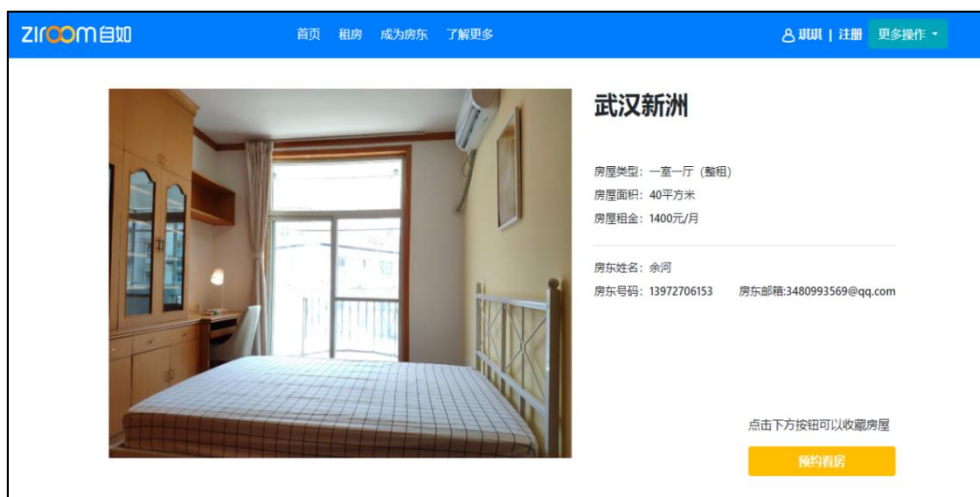 ziroom自如
首页 租房 成为房东 了解更多
琪琪 | 注册 更多操作
武汉新洲
房屋类型：一室一厅（整租）
房屋面积：40平方米
房屋租金：1400元/月
房东姓名：余河
房东号码：13972706153 房东邮箱:3480993569@qq.com
点击下方按钮可以收藏房屋
预约看房